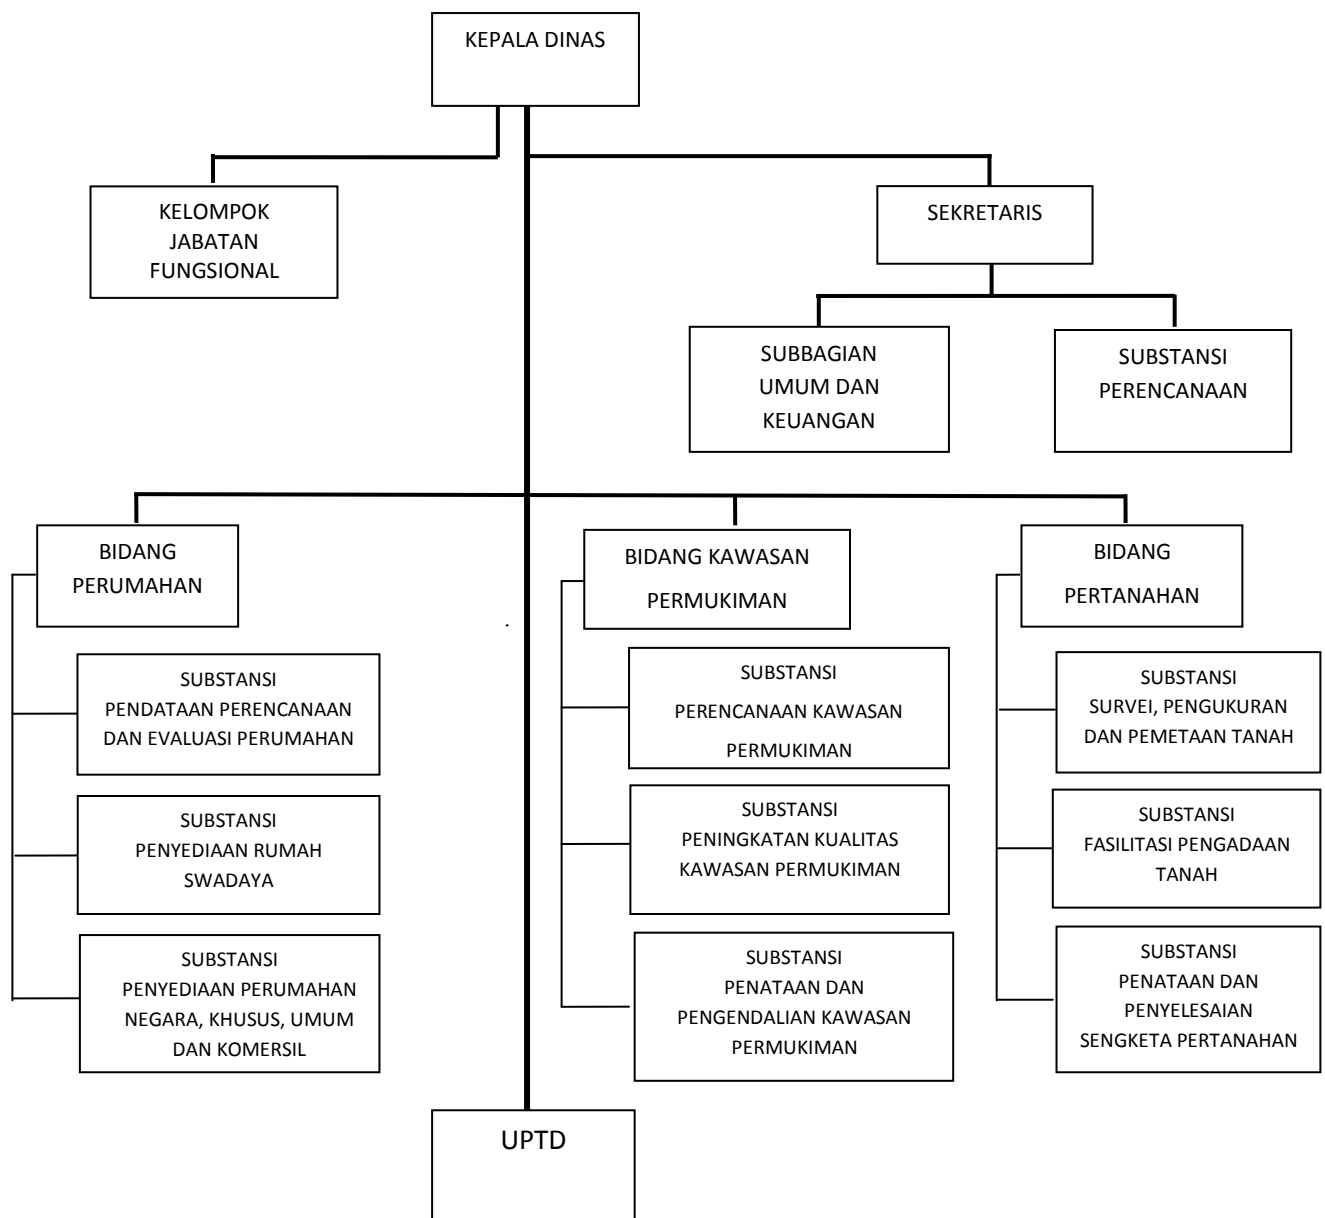 KEPALA DINAS
KELOMPOK
JABATAN
FUNGSIONAL
SEKRETARIS
SUBBAGIAN
UMUM DAN
KEUANGAN
SUBSTANSI
PERENCANAAN
BIDANG
PERUMAHAN
SUBSTANSI
PENDATAAN PERENCANAAN
DAN EVALUASI PERUMAHAN
SUBSTANSI
PENYEDIAAN RUMAH
SWADAYA
SUBSTANSI
PENYEDIAAN PERUMAHAN
NEGARA, KHUSUS, UMUM
DAN KOMERSIL
BIDANG KAWASAN
PERMUKIMAN
SUBSTANSI
PERENCANAAN KAWASAN
PERMUKIMAN
SUBSTANSI
PENINGKATAN KUALITAS
KAWASAN PERMUKIMAN
SUBSTANSI
PENATAAN DAN
PENGENDALIAN KAWASAN
PERMUKIMAN
BIDANG
PERTANAHAN
SUBSTANSI
SURVEI, PENGUKURAN
DAN PEMETAAN TANAH
SUBSTANSI
FASILITASI PENGADAAN
TANAH
SUBSTANSI
PENATAAN DAN
PENYELESAIAN
SENGKETA PERTANAHAN
UPTD